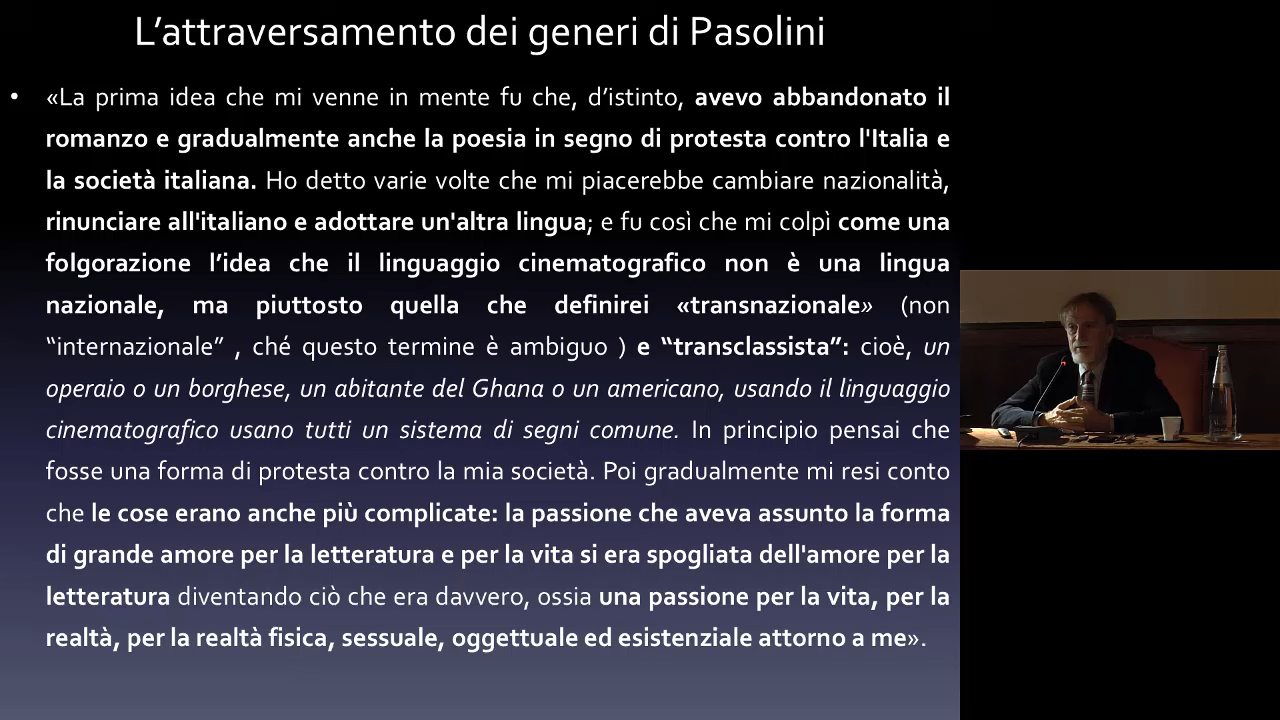 L’attraversamento dei generi di Pasolini
• «La prima idea che mi venne in mente fu che, d’istinto, avevo abbandonato il
romanzo e gradualmente anche la poesia in segno di protesta contro l'Italia e
la società italiana. Ho detto varie volte che mi piacerebbe cambiare nazionalità,
rinunciare all'italiano e adottare un'altra lingua; e fu così che mi colpì come una
folgorazione l’idea che il linguaggio cinematografico non è una lingua
nazionale, ma piuttosto quella che definirei «transnazionale» (non
“internazionale” , ché questo termine è ambiguo ) e “transclassista”: cioè, un
operaio o un borghese, un abitante del Ghana o un americano, usando il linguaggio
cinematografico usano tutti un sistema di segni comune. In principio pensai che
fosse una forma di protesta contro la mia società. Poi gradualmente mi resi conto
che le cose erano anche più complicate: la passione che aveva assunto la forma
di grande amore per la letteratura e per la vita si era spogliata dell'amore per la
letteratura diventando ciò che era davvero, ossia una passione per la vita, per la
realtà, per la realtà fisica, sessuale, oggettuale ed esistenziale attorno a me».